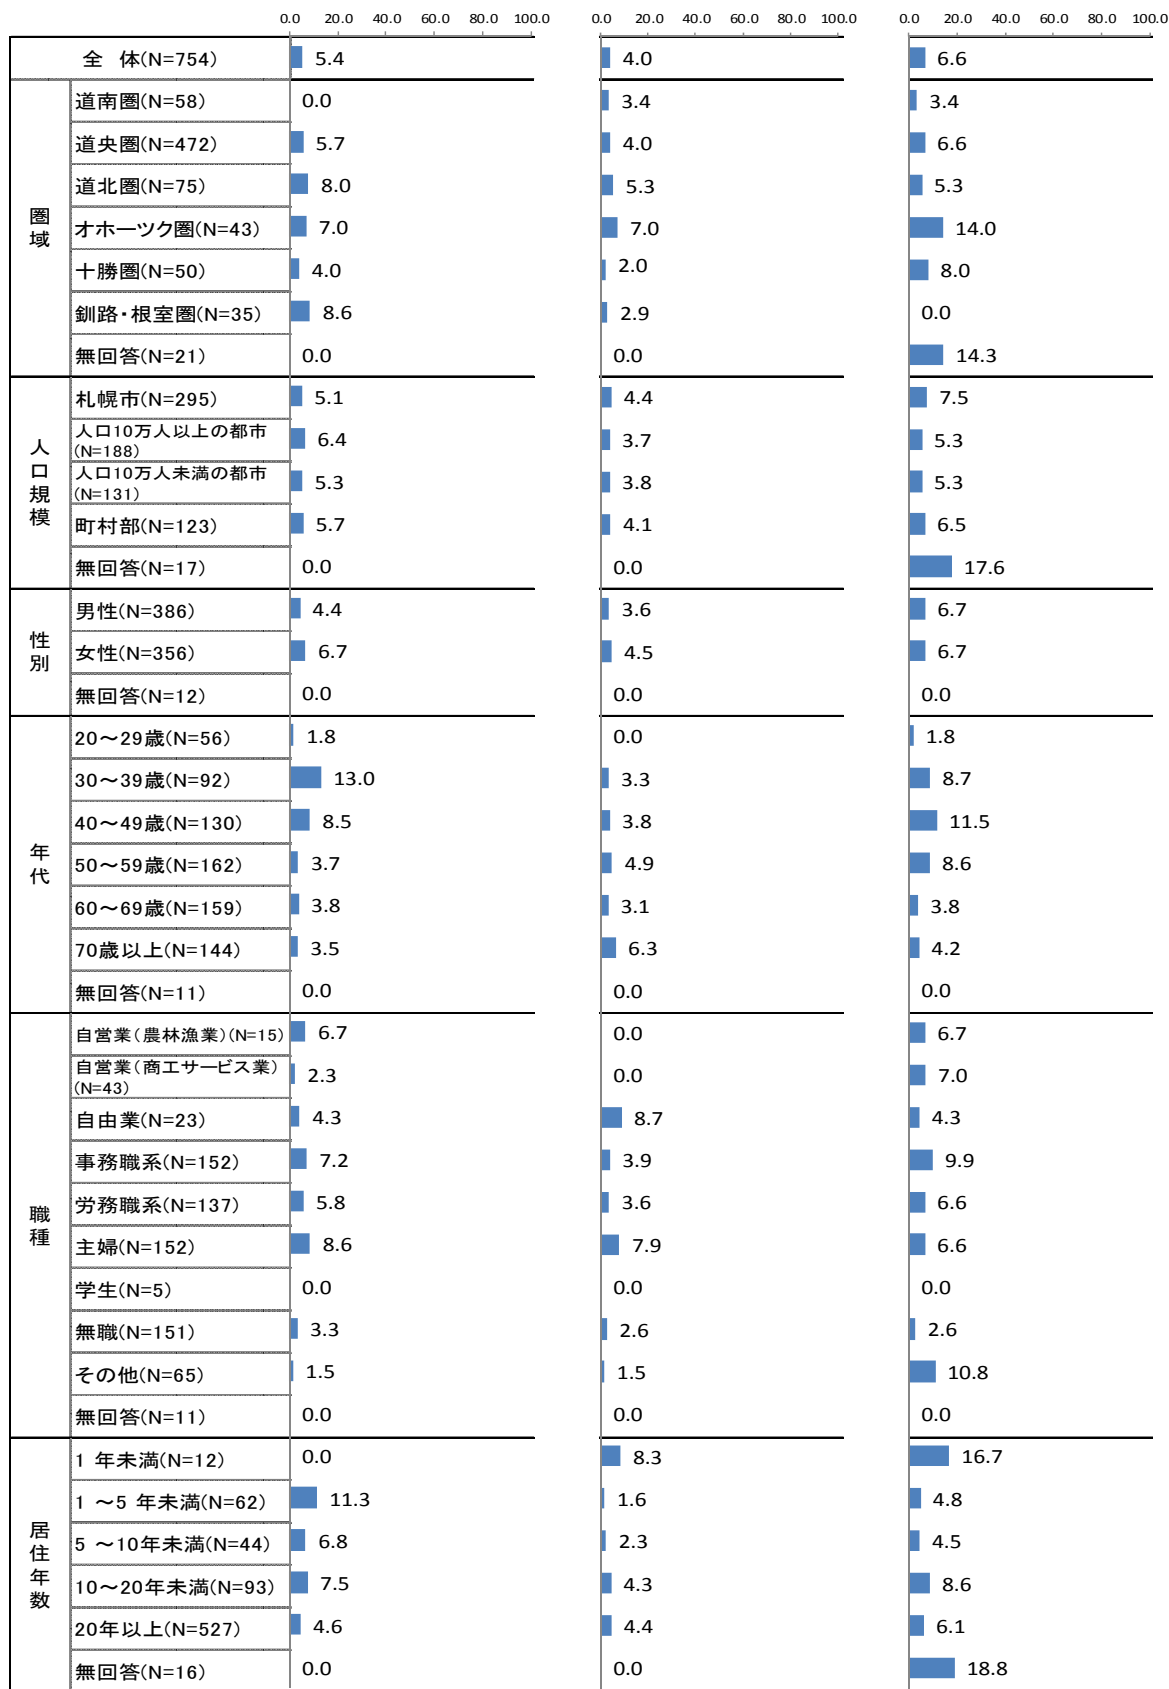 0.0 20.0 40.0 60.0 80.0 100.0 0.0 20.0 40.0 60.0 80.0 100.0 0.0 20.0 40.0 60.0 80.0 100.0
全 体(N=754) 5.4 4.0 6.6
圏域
道南圏(N=58) 0.0 3.4 3.4
道央圏(N=472) 5.7 4.0 6.6
道北圏(N=75) 8.0 5.3 5.3
オホーツク圏(N=43) 7.0 7.0 14.0
十勝圏(N=50) 4.0 2.0 8.0
釧路・根室圏(N=35) 8.6 2.9 0.0
無回答(N=21) 0.0 0.0 14.3
人口規模
札幌市(N=295) 5.1 4.4 7.5
人口10万人以上の都市
(N=188) 6.4 3.7 5.3
人口10万人未満の都市
(N=131) 5.3 3.8 5.3
町村部(N=123) 5.7 4.1 6.5
無回答(N=17) 0.0 0.0 17.6
性別
男性(N=386) 4.4 3.6 6.7
女性(N=356) 6.7 4.5 6.7
無回答(N=12) 0.0 0.0 0.0
年代
20～29歳(N=56) 1.8 0.0 1.8
30～39歳(N=92) 13.0 3.3 8.7
40～49歳(N=130) 8.5 3.8 11.5
50～59歳(N=162) 3.7 4.9 8.6
60～69歳(N=159) 3.8 3.1 3.8
70歳以上(N=144) 3.5 6.3 4.2
無回答(N=11) 0.0 0.0 0.0
職種
自営業(農林漁業)(N=15) 6.7 0.0 6.7
自営業(商工サービス業)
(N=43) 2.3 0.0 7.0
自由業(N=23) 4.3 8.7 4.3
事務職系(N=152) 7.2 3.9 9.9
労務職系(N=137) 5.8 3.6 6.6
主婦(N=152) 8.6 7.9 6.6
学生(N=5) 0.0 0.0 0.0
無職(N=151) 3.3 2.6 2.6
その他(N=65) 1.5 1.5 10.8
無回答(N=11) 0.0 0.0 0.0
居住年数
1 年未満(N=12) 0.0 8.3 16.7
1 ～5 年未満(N=62) 11.3 1.6 4.8
5 ～10年未満(N=44) 6.8 2.3 4.5
10～20年未満(N=93) 7.5 4.3 8.6
20年以上(N=527) 4.6 4.4 6.1
無回答(N=16) 0.0 0.0 18.8